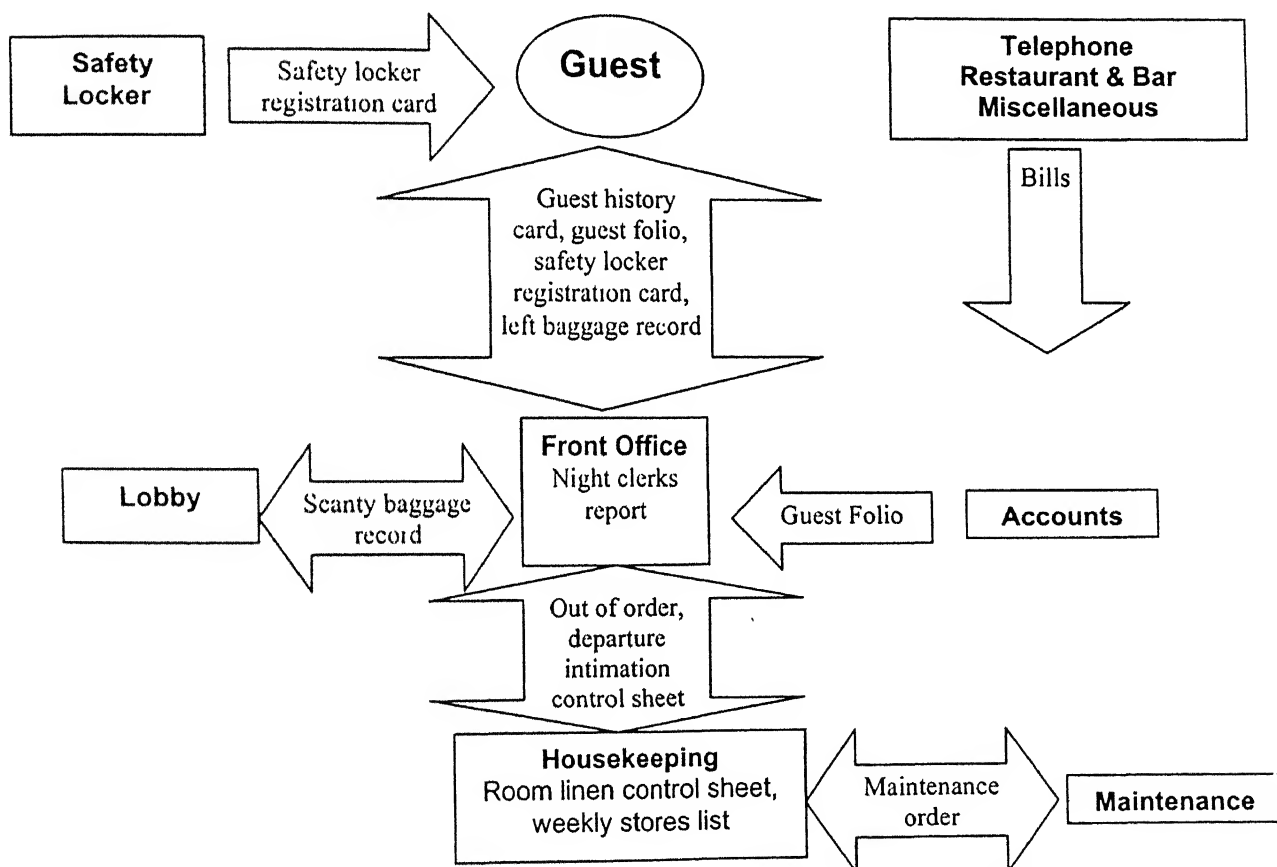 Safety
Locker
Safety locker
registration card
Guest
Telephone
Restaurant & Bar
Miscellaneous
Bills
Guest history
card, guest folio,
safety locker
registration card,
left baggage record
Lobby
Scanty baggage
record
Front Office
Night clerks
report
Guest Folio
Accounts
Out of order,
departure
intimation
control sheet
Housekeeping
Room linen control sheet,
weekly stores list
Maintenance
order
Maintenance